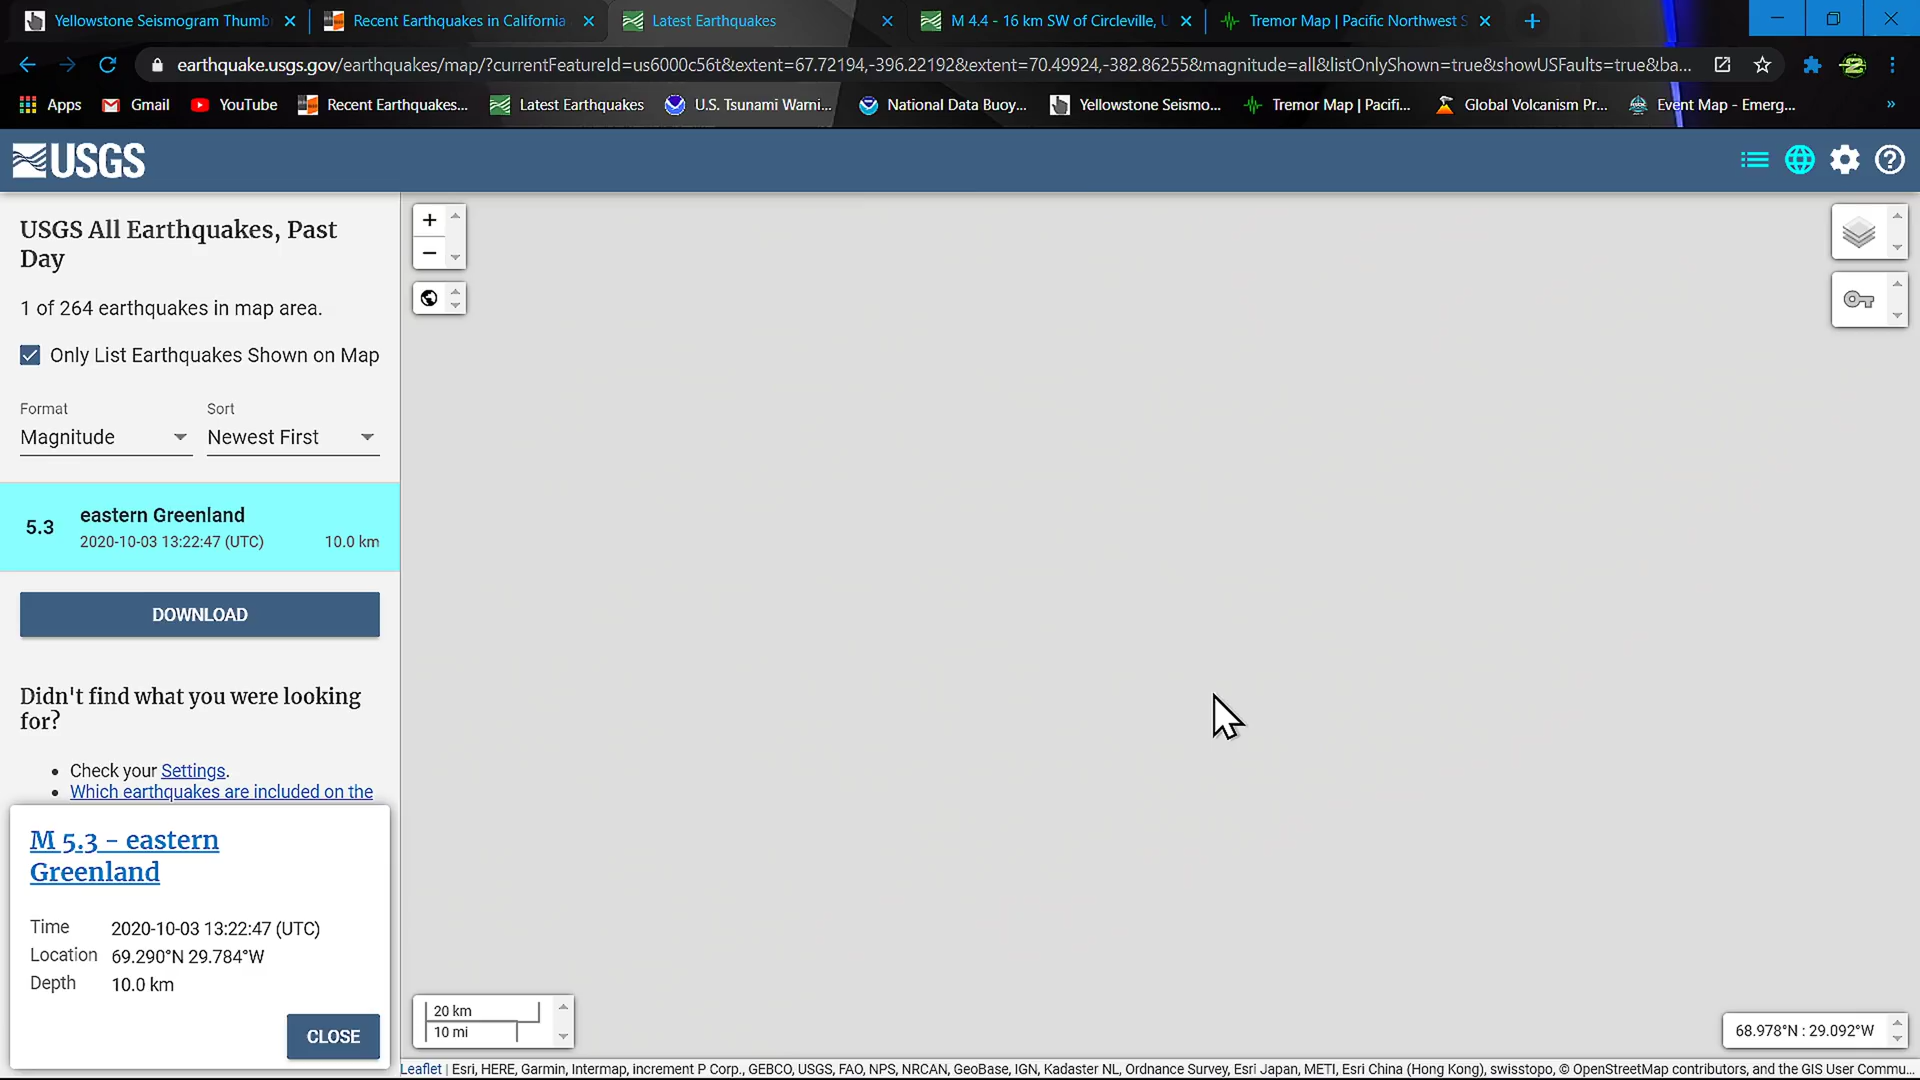 Yellowstone Seismogram Thumb
Recent Earthquakes in California
Latest Earthquakes
M 4.4 - 16 km SW of Circleville, U
Tremor Map | Pacific Northwest S
earthquake.usgs.gov/earthquakes/map/?currentFeatureId=us6000c56t&extent=67.72194,-396.22192&extent=70.49924,-382.86255&magnitude=all&listOnlyShown=true&showUSFaults=true&ba...
Apps
Gmail
YouTube
Recent Earthquakes...
Latest Earthquakes
U.S. Tsunami Warni...
National Data Buoy...
Yellowstone Seismo...
Tremor Map | Pacifi...
Global Volcanism Pr...
Event Map - Emerg...
»
USGS
USGS All Earthquakes, Past
Day
1 of 264 earthquakes in map area.
Only List Earthquakes Shown on Map
Format
Sort
Magnitude
Newest First
5.3
eastern Greenland
2020-10-03 13:22:47 (UTC)
10.0 km
DOWNLOAD
Didn't find what you were looking
for?
• Check your Settings.
• Which earthquakes are included on the
M 5.3 - eastern
Greenland
Time 2020-10-03 13:22:47 (UTC)
Location 69.290°N 29.784°W
Depth 10.0 km
CLOSE
+
−
20 km
10 mi
68.978°N : 29.092°W
Leaflet | Esri, HERE, Garmin, Intermap, increment P Corp., GEBCO, USGS, FAO, NPS, NRCAN, GeoBase, IGN, Kadaster NL, Ordnance Survey, Esri Japan, METI, Esri China (Hong Kong), swisstopo, © OpenStreetMap contributors, and the GIS User Commu...